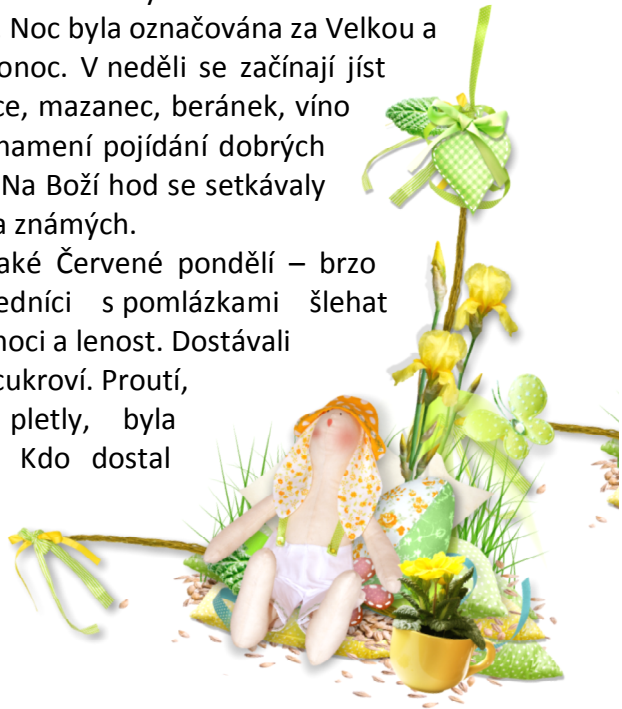 Noc byla označována za Velkou a
onoc. V neděli se začínají jíst
ce, mazanec, beránek, víno
namení pojídání dobrých
Na Boží hod se setkávaly
a známých.
aké Červené pondělí – brzo
edníci s pomlázkami šlehat
noci a lenost. Dostávali
cukroví. Proutí,
pletly, byla
Kdo dostal